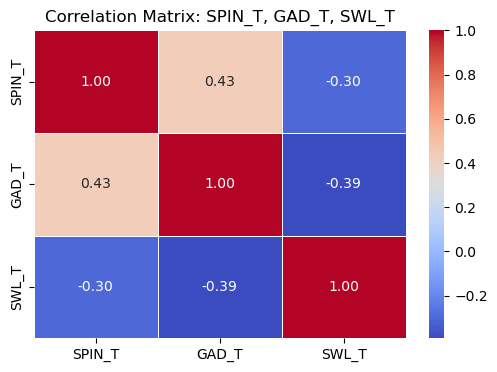 Correlation Matrix: SPIN_T, GAD_T, SWL_T
SPIN_T
1.00
0.43
-0.30
GAD_T
0.43
1.00
-0.39
SWL_T
-0.30
-0.39
1.00
SPIN_T
GAD_T
SWL_T
1.0
0.8
0.6
0.4
0.2
0.0
−0.2